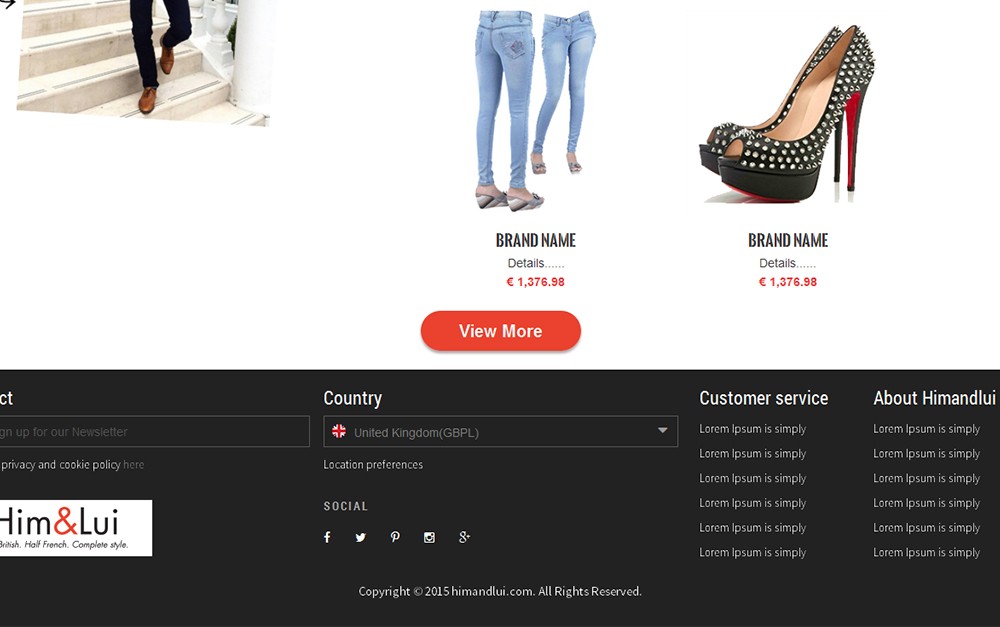 BRAND NAME
Details......
€ 1,376.98
BRAND NAME
Details......
€ 1,376.98
View More
ct
gn up for our Newsletter
privacy and cookie policy here
Him&Lui
British. Half French. Complete style.
Country
United Kingdom(GBPL)
Location preferences
SOCIAL
Customer service
Lorem Ipsum is simply
Lorem Ipsum is simply
Lorem Ipsum is simply
Lorem Ipsum is simply
Lorem Ipsum is simply
Lorem Ipsum is simply
About Himandlui
Lorem Ipsum is simply
Lorem Ipsum is simply
Lorem Ipsum is simply
Lorem Ipsum is simply
Lorem Ipsum is simply
Lorem Ipsum is simply
Copyright © 2015 himandlui.com. All Rights Reserved.